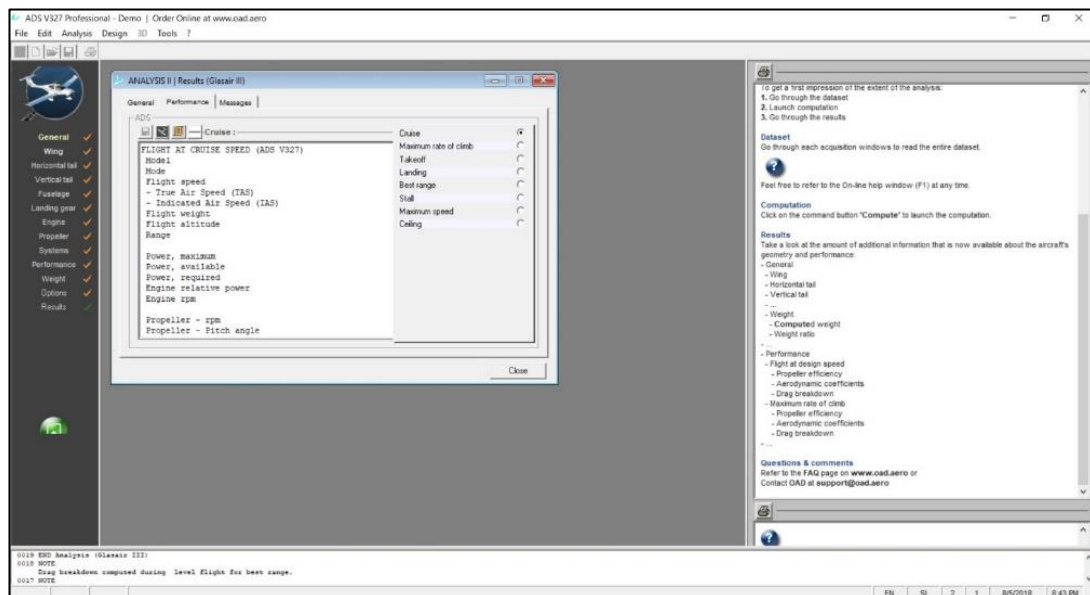 ADS V327 Professional - Demo | Order Online at www.oad.aero
File Edit Analysis Design 3D Tools ?
ANALYSIS II | Results (Glasair III)
General Performance Messages
ADS
Cruise :
FLIGHT AT CRUISE SPEED (ADS V327)
Model
Mode
Flight speed
- True Air Speed (TAS)
- Indicated Air Speed (IAS)
Flight weight
Flight altitude
Range
Power, maximum
Power, available
Power, required
Engine relative power
Engine rpm
Propeller - rpm
Propeller - Pitch angle
Cruise
Maximum rate of climb
Takeoff
Landing
Best range
Stall
Maximum speed
Ceiling
Close
General
Wing
Horizontal tail
Vertical tail
Fuselage
Landing gear
Engine
Propeller
Systems
Performance
Weight
Options
Results
To get a first impression of the extent of the analysis:
1. Go through the dataset
2. Launch computation
3. Go through the results
Dataset
Go through each acquisition windows to read the entire dataset.
Feel free to refer to the On-line help window (F1) at any time.
Computation
Click on the command button "Compute" to launch the computation.
Results
Take a look at the amount of additional information that is now available about the aircraft's
geometry and performance:
- General
- Wing
- Horizontal tail
- Vertical tail
- ...
- Weight
- Computed weight
- Weight ratio
- ...
- Performance
- Flight at design speed
- Propeller efficiency
- Aerodynamic coefficients
- Drag breakdown
- Maximum rate of climb
- Propeller efficiency
- Aerodynamic coefficients
- Drag breakdown
- ...
Questions & comments
Refer to the FAQ page on www.oad.aero or
Contact OAD at support@oad.aero
0019 END Analysis (Glasair III)
0018 NOTE
Drag breakdown computed during level flight for best range.
0017 NOTE
EN SI 2 1 8/5/2018 8:43 PM